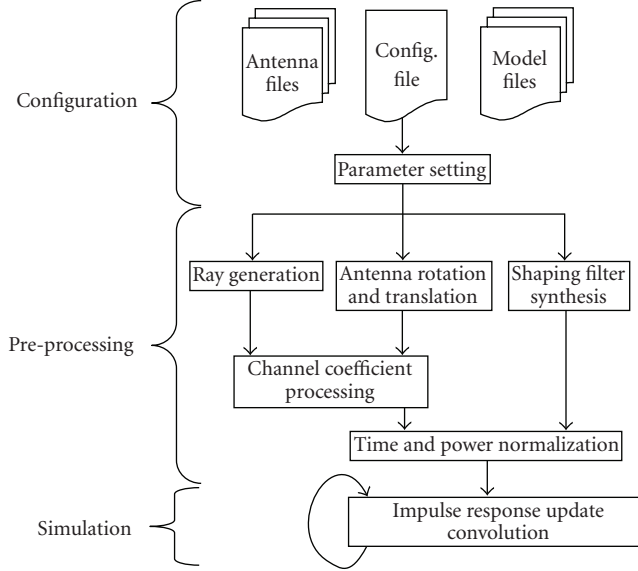 Configuration
Antenna
files
Config.
file
Model
files
Parameter setting
Pre-processing
Ray generation
Antenna rotation
and translation
Shaping filter
synthesis
Channel coefficient
processing
Time and power normalization
Simulation
Impulse response update
convolution